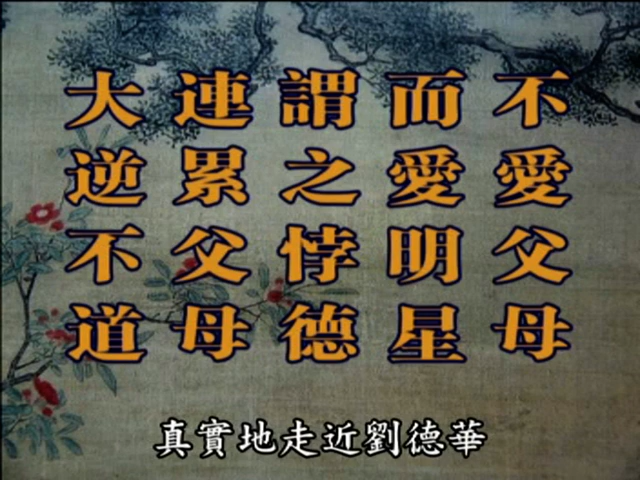 不愛父母
而愛明星
謂之悖德
連累父母
大逆不道
真實地走近劉德華